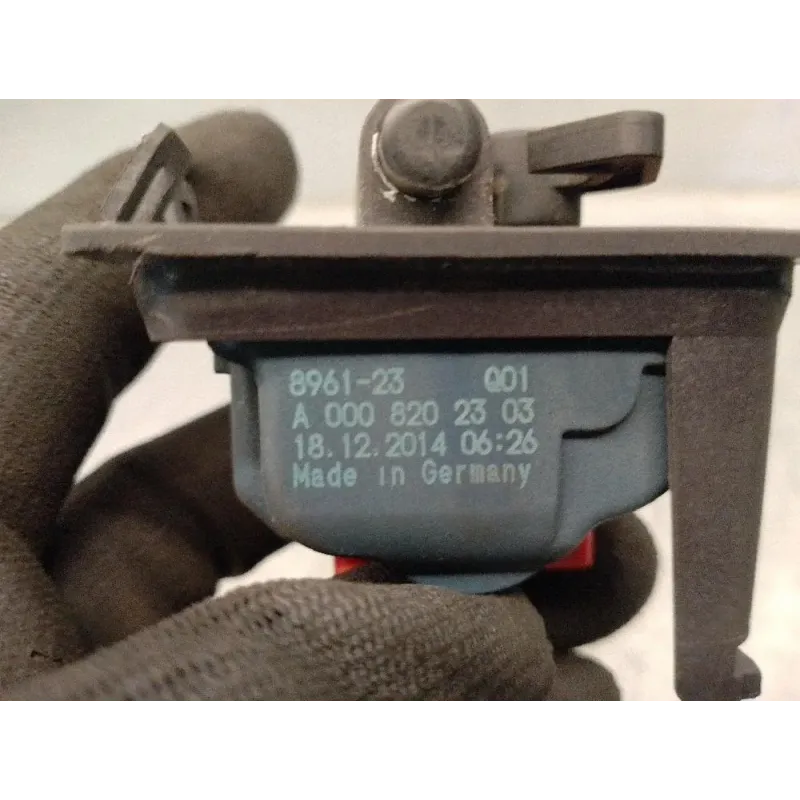 8961-23 Q01
A 000 820 23 03
18.12.2014 06:26
Made in Germany